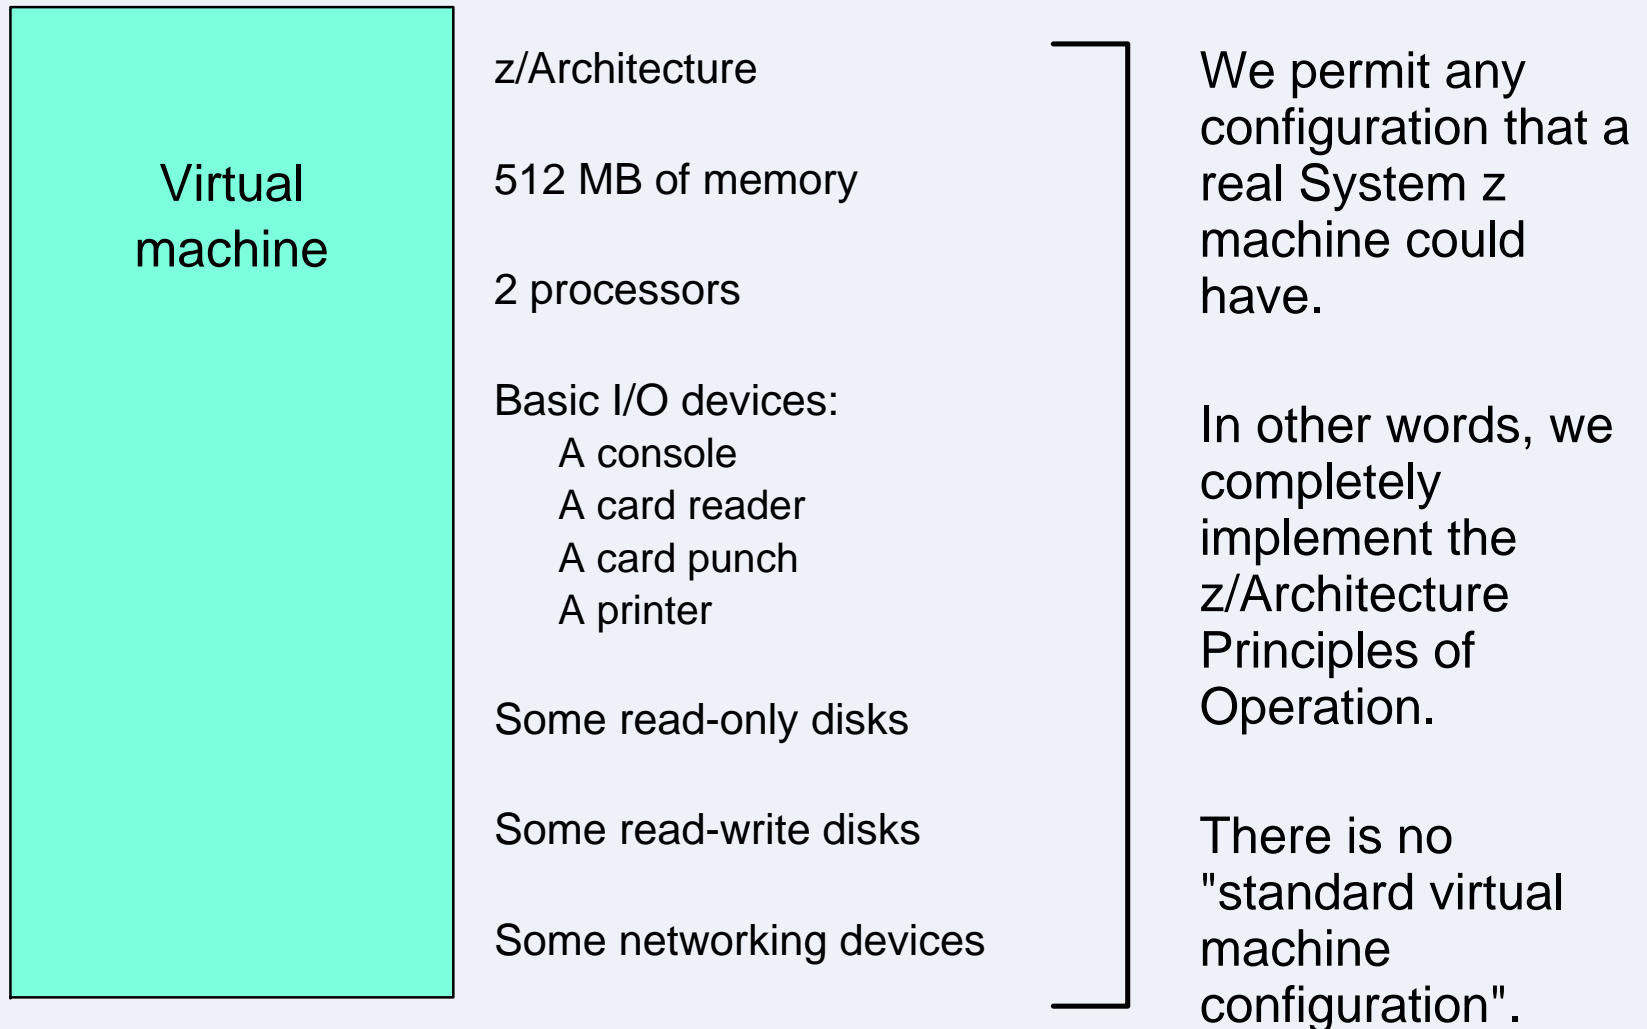 Virtual
machine
z/Architecture
512 MB of memory
2 processors
Basic I/O devices:
A console
A card reader
A card punch
A printer
Some read-only disks
Some read-write disks
Some networking devices
We permit any
configuration that a
real System z
machine could
have.
In other words, we
completely
implement the
z/Architecture
Principles of
Operation.
There is no
"standard virtual
machine
configuration".